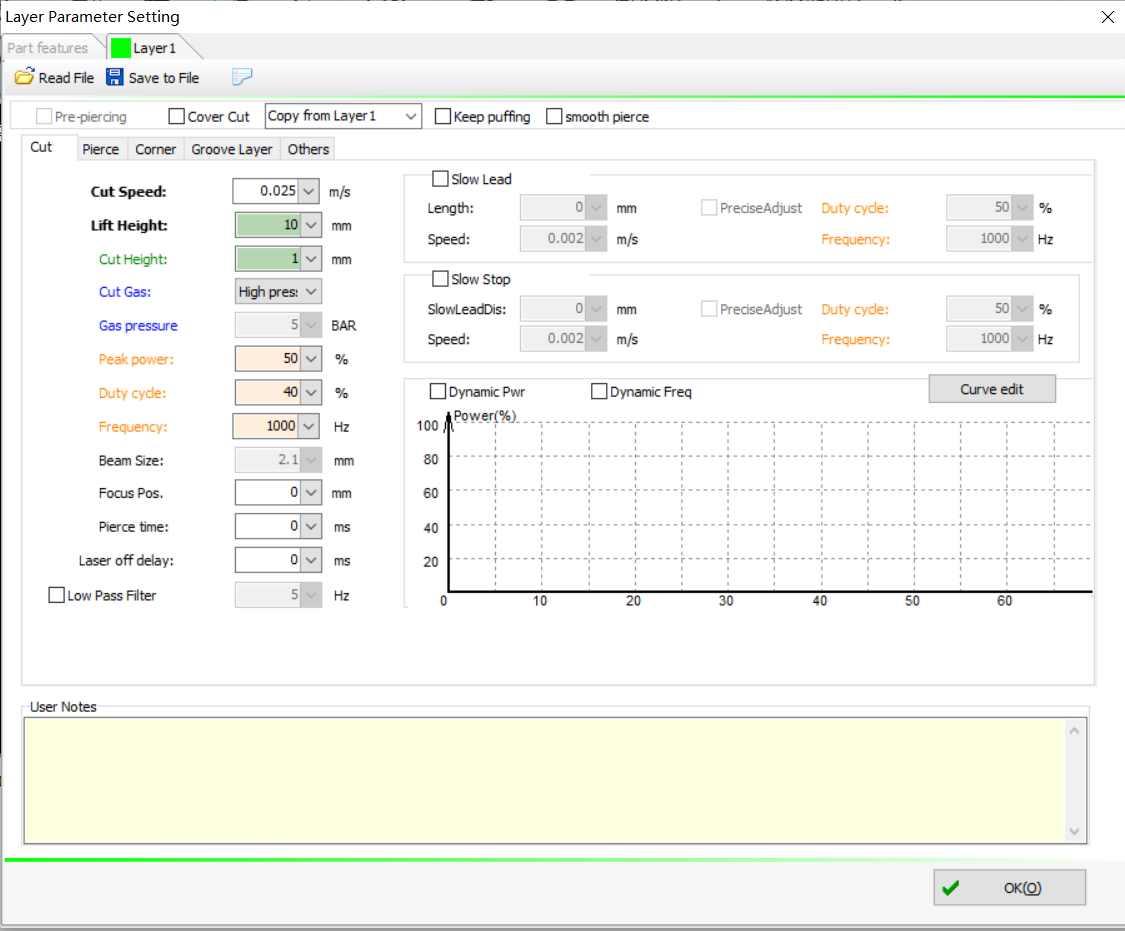 Layer Parameter Setting
Part features Layer1
Read File Save to File
Pre-piercing Cover Cut Copy from Layer1 Keep puffing smooth pierce
Cut Pierce Corner Groove Layer Others
Cut Speed: 0.025 m/s
Lift Height: 10 mm
Cut Height: 1 mm
Cut Gas: High pres
Gas pressure 5 BAR
Peak power: 50 %
Duty cycle: 40 %
Frequency: 1000 Hz
Beam Size: 2.1 mm
Focus Pos. 0 mm
Pierce time: 0 ms
Laser off delay: 0 ms
Low Pass Filter 5 Hz
Slow Lead
Length: 0 mm PreciseAdjust Duty cycle: 50 %
Speed: 0.002 m/s Frequency: 1000 Hz
Slow Stop
SlowLeadDis: 0 mm PreciseAdjust Duty cycle: 50 %
Speed: 0.002 m/s Frequency: 1000 Hz
Dynamic Pwr Dynamic Freq Curve edit
Power(%)
100
80
60
40
20
0 10 20 30 40 50 60
User Notes
OK(O)